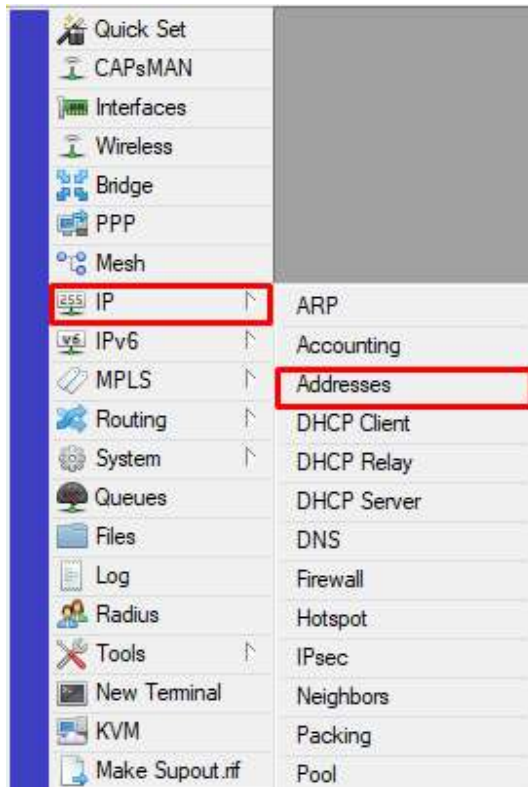 Quick Set
CAPsMAN
Interfaces
Wireless
Bridge
PPP
Mesh
255 IP
v6 IPv6
MPLS
Routing
System
Queues
Files
Log
Radius
Tools
New Terminal
KVM
Make Supout.rif
ARP
Accounting
Addresses
DHCP Client
DHCP Relay
DHCP Server
DNS
Firewall
Hotspot
IPsec
Neighbors
Packing
Pool